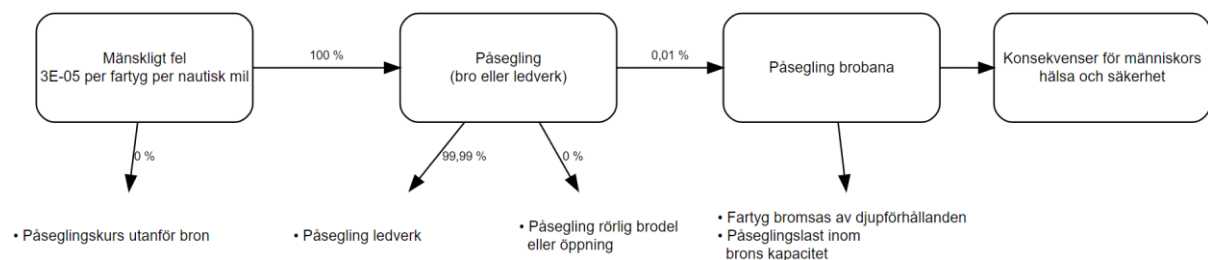 Mänskligt fel
3E-05 per fartyg per nautisk mil
100 %
Påsegling
(bro eller ledverk)
0,01 %
Påsegling brobana
Konsekvenser för människors
hälsa och säkerhet
0 %
99,99 %
0 %
• Påseglingskurs utanför bron
• Påsegling ledverk
• Påsegling rörlig brodel
eller öppning
• Fartyg bromsas av djupförhållanden
• Påseglingslast inom
brons kapacitet